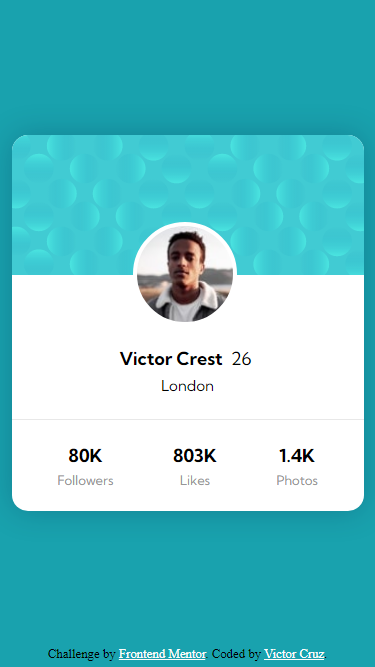 Victor Crest 26
London
80K 803K 1.4K
Followers Likes Photos
Challenge by Frontend Mentor. Coded by Victor Cruz.